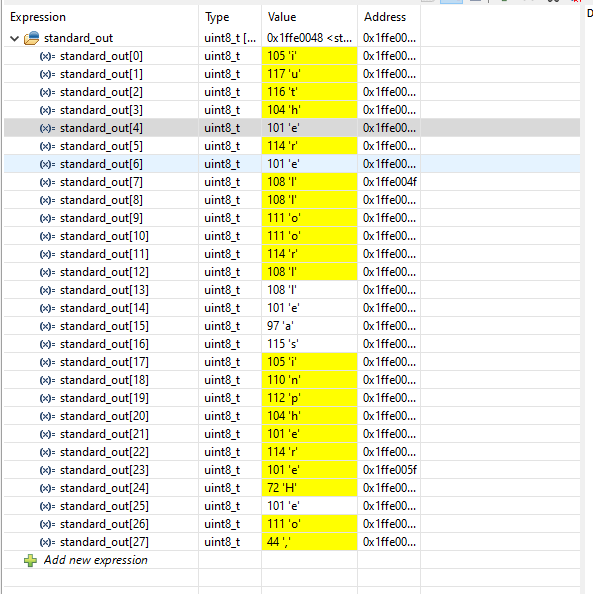 Expression Type Value Address
standard_out uint8_t [... 0x1ffe0048 <st... 0x1ffe00...
(x)= standard_out[0] uint8_t 105 'i' 0x1ffe00...
(x)= standard_out[1] uint8_t 117 'u' 0x1ffe00...
(x)= standard_out[2] uint8_t 116 't' 0x1ffe00...
(x)= standard_out[3] uint8_t 104 'h' 0x1ffe00...
(x)= standard_out[4] uint8_t 101 'e' 0x1ffe00...
(x)= standard_out[5] uint8_t 114 'r' 0x1ffe00...
(x)= standard_out[6] uint8_t 101 'e' 0x1ffe00...
(x)= standard_out[7] uint8_t 108 'l' 0x1ffe004f
(x)= standard_out[8] uint8_t 108 'l' 0x1ffe00...
(x)= standard_out[9] uint8_t 111 'o' 0x1ffe00...
(x)= standard_out[10] uint8_t 111 'o' 0x1ffe00...
(x)= standard_out[11] uint8_t 114 'r' 0x1ffe00...
(x)= standard_out[12] uint8_t 108 'l' 0x1ffe00...
(x)= standard_out[13] uint8_t 108 'l' 0x1ffe00...
(x)= standard_out[14] uint8_t 101 'e' 0x1ffe00...
(x)= standard_out[15] uint8_t 97 'a' 0x1ffe00...
(x)= standard_out[16] uint8_t 115 's' 0x1ffe00...
(x)= standard_out[17] uint8_t 105 'i' 0x1ffe00...
(x)= standard_out[18] uint8_t 110 'n' 0x1ffe00...
(x)= standard_out[19] uint8_t 112 'p' 0x1ffe00...
(x)= standard_out[20] uint8_t 104 'h' 0x1ffe00...
(x)= standard_out[21] uint8_t 101 'e' 0x1ffe00...
(x)= standard_out[22] uint8_t 114 'r' 0x1ffe00...
(x)= standard_out[23] uint8_t 101 'e' 0x1ffe005f
(x)= standard_out[24] uint8_t 72 'H' 0x1ffe00...
(x)= standard_out[25] uint8_t 101 'e' 0x1ffe00...
(x)= standard_out[26] uint8_t 111 'o' 0x1ffe00...
(x)= standard_out[27] uint8_t 44 ',' 0x1ffe00...
Add new expression